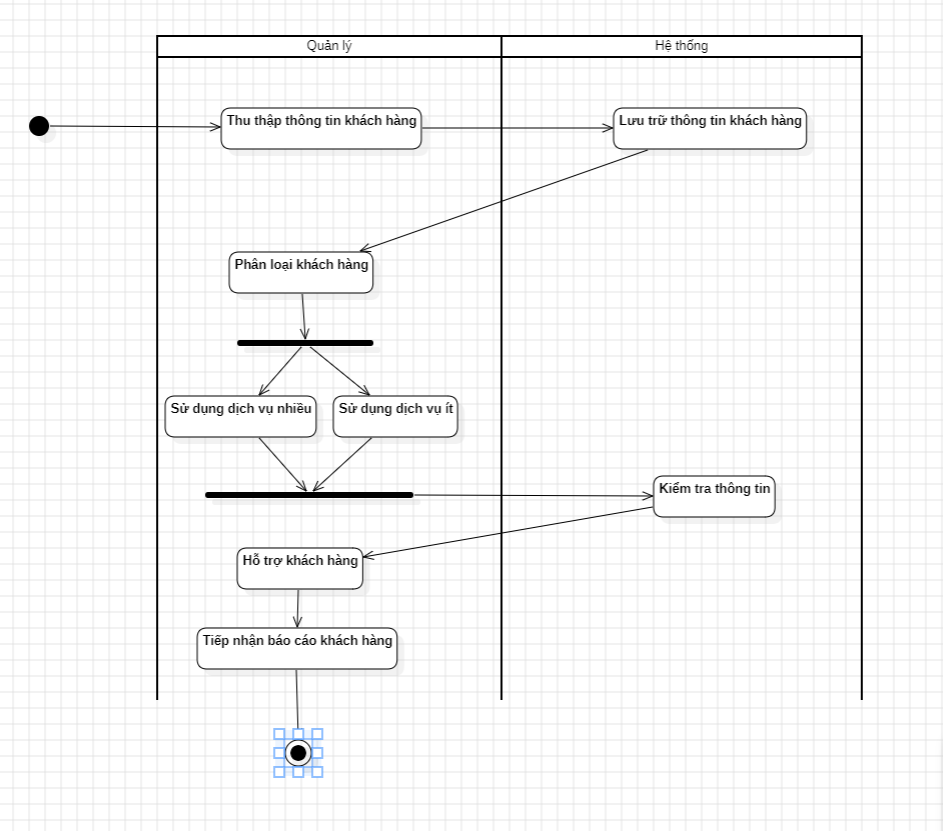 Quản lý
Hệ thống
Thu thập thông tin khách hàng
Lưu trữ thông tin khách hàng
Phân loại khách hàng
Sử dụng dịch vụ nhiều
Sử dụng dịch vụ ít
Kiểm tra thông tin
Hỗ trợ khách hàng
Tiếp nhận báo cáo khách hàng